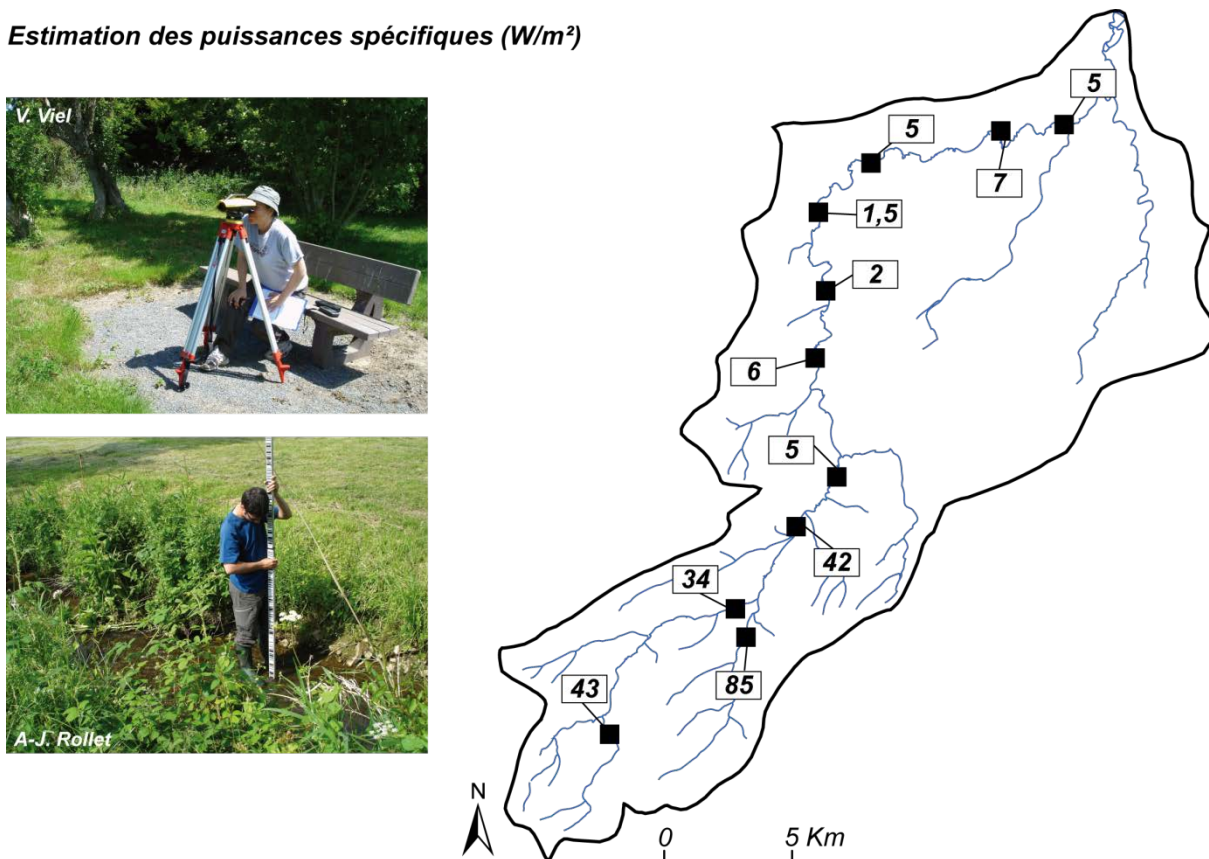 Estimation des puissances spécifiques (W/m²)
V. Viel
A-J. Rollet
5
5
7
1,5
2
6
5
42
34
85
43
N
0 5 Km